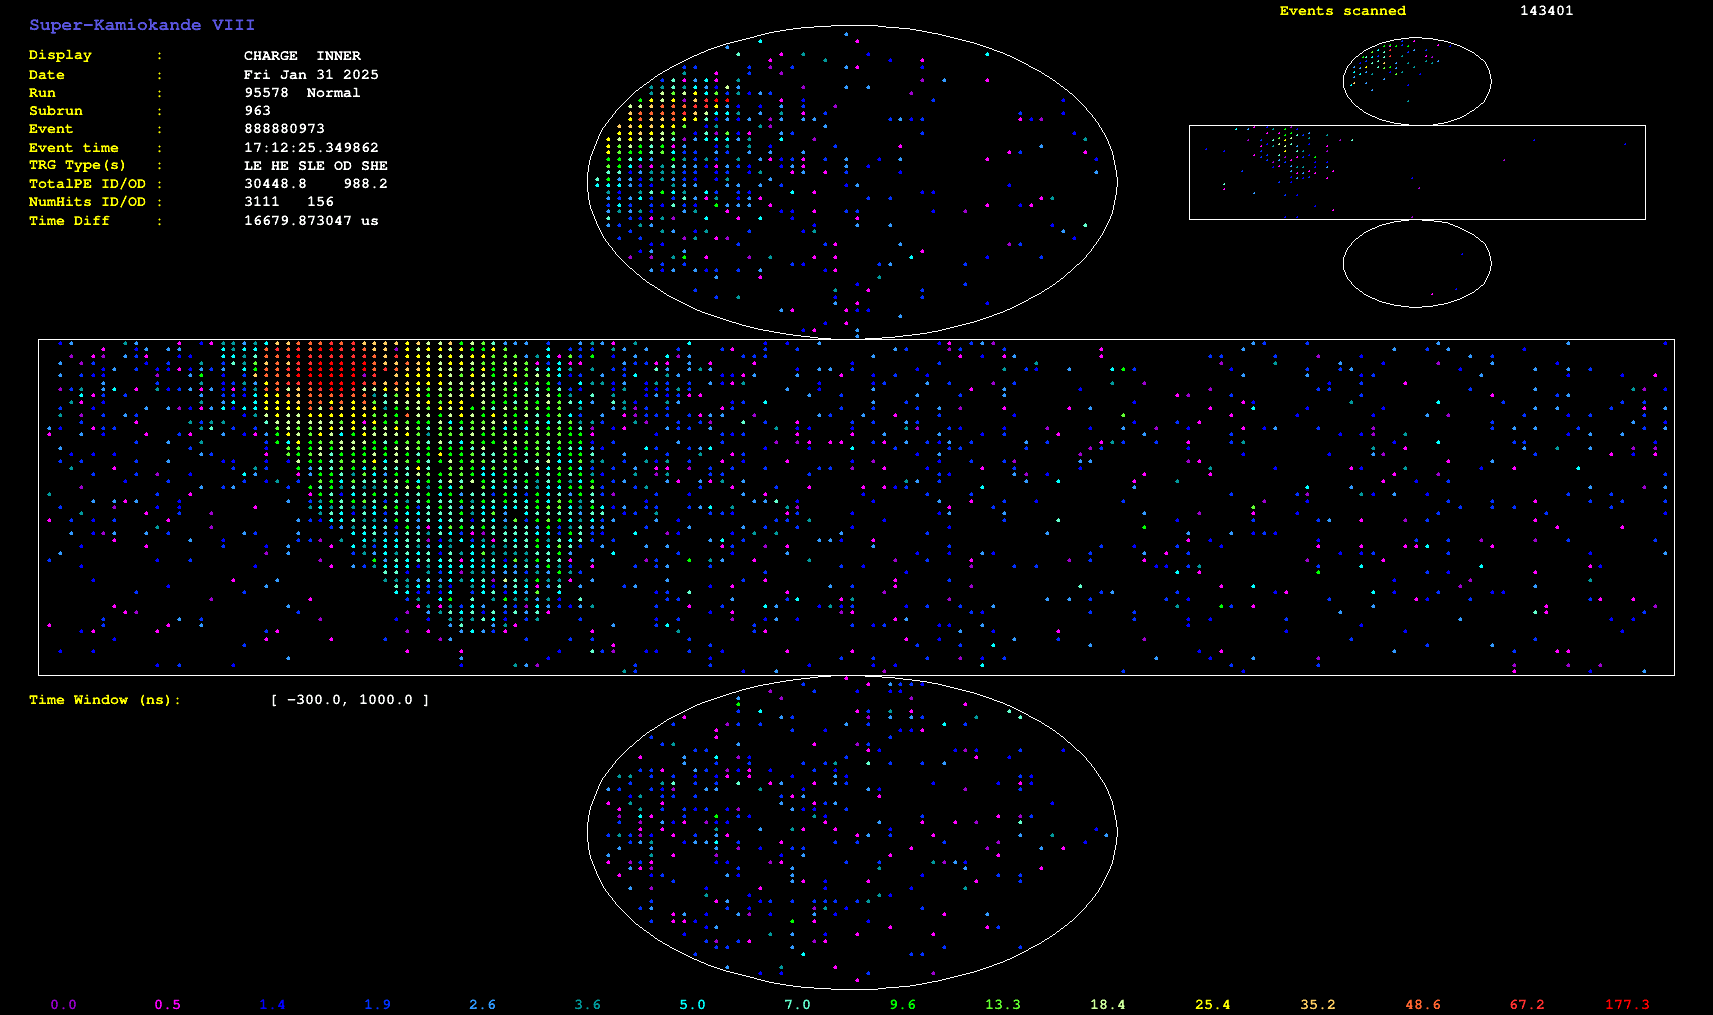 Super-Kamiokande VIII
Events scanned 143401
Display : CHARGE INNER
Date : Fri Jan 31 2025
Run : 95578 Normal
Subrun : 963
Event : 888880973
Event time : 17:12:25.349862
TRG Type(s) : LE HE SLE OD SHE
TotalPE ID/OD : 30448.8 988.2
NumHits ID/OD : 3111 156
Time Diff : 16679.873047 us
Time Window (ns): [ -300.0, 1000.0 ]
0.0 0.5 1.4 1.9 2.6 3.6 5.0 7.0 9.6 13.3 18.4 25.4 35.2 48.6 67.2 177.3